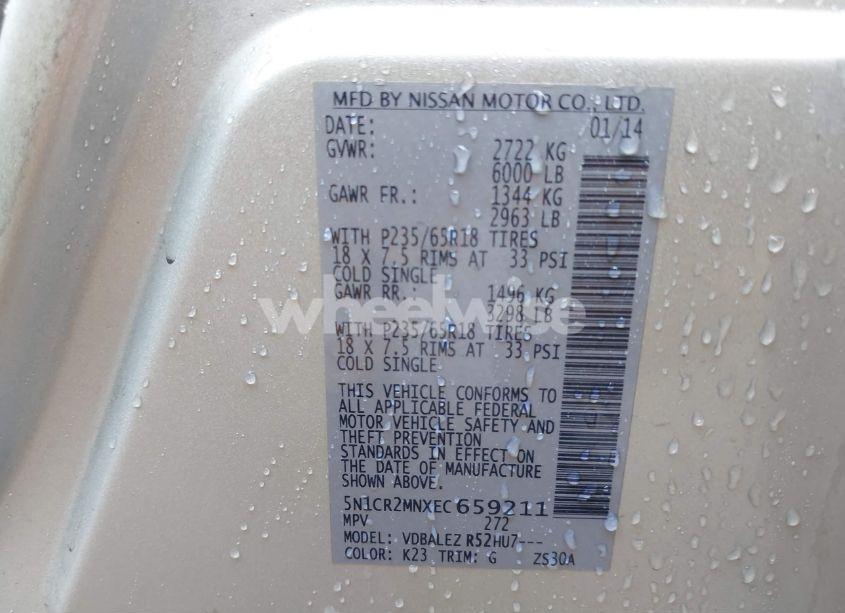 MFD BY NISSAN MOTOR CO., LTD.
DATE: 01/14
GVWR: 2722 KG
6000 LB
GAWR FR.: 1344 KG
2963 LB
WITH P235/65R18 TIRES
18 X 7.5 RIMS AT 33 PSI
COLD SINGLE
GAWR RR.: 1496 KG
3298 LB
wheelwise
WITH P235/65R18 TIRES
18 X 7.5 RIMS AT 33 PSI
COLD SINGLE
THIS VEHICLE CONFORMS TO
ALL APPLICABLE FEDERAL
MOTOR VEHICLE SAFETY AND
THEFT PREVENTION
STANDARDS IN EFFECT ON
THE DATE OF MANUFACTURE
SHOWN ABOVE.
5N1CR2MNXEC659211
MPV 272
MODEL: VDBALEZ R52HU7---
COLOR: K23 TRIM: G ZS30A